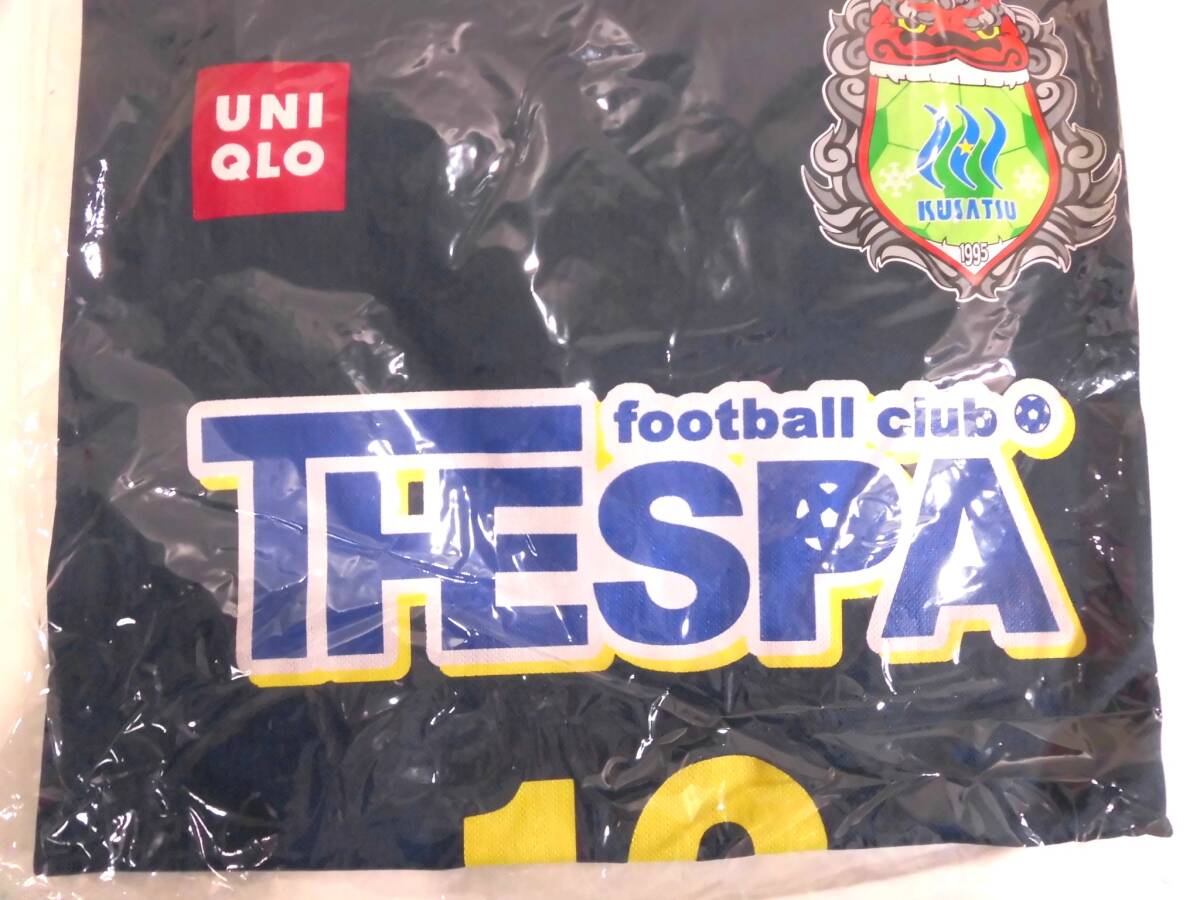 UNI
QLO
KUSATSU
1995
football club
THESPA